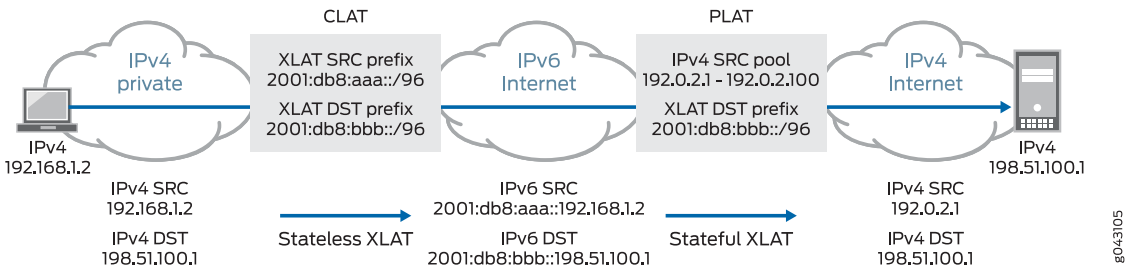 CLAT
PLAT
IPv4
private
XLAT SRC prefix
2001:db8:aaa::/96
XLAT DST prefix
2001:db8:bbb::/96
IPv6
Internet
IPv4 SRC pool
192.0.2.1 - 192.0.2.100
XLAT DST prefix
2001:db8:bbb::/96
IPv4
Internet
IPv4
192.168.1.2
IPv4
198.51.100.1
IPv4 SRC
192.168.1.2
IPv4 DST
198.51.100.1
Stateless XLAT
IPv6 SRC
2001:db8:aaa::192.168.1.2
IPv6 DST
2001:db8:bbb::198.51.100.1
Stateful XLAT
IPv4 SRC
192.0.2.1
IPv4 DST
198.51.100.1
g043105